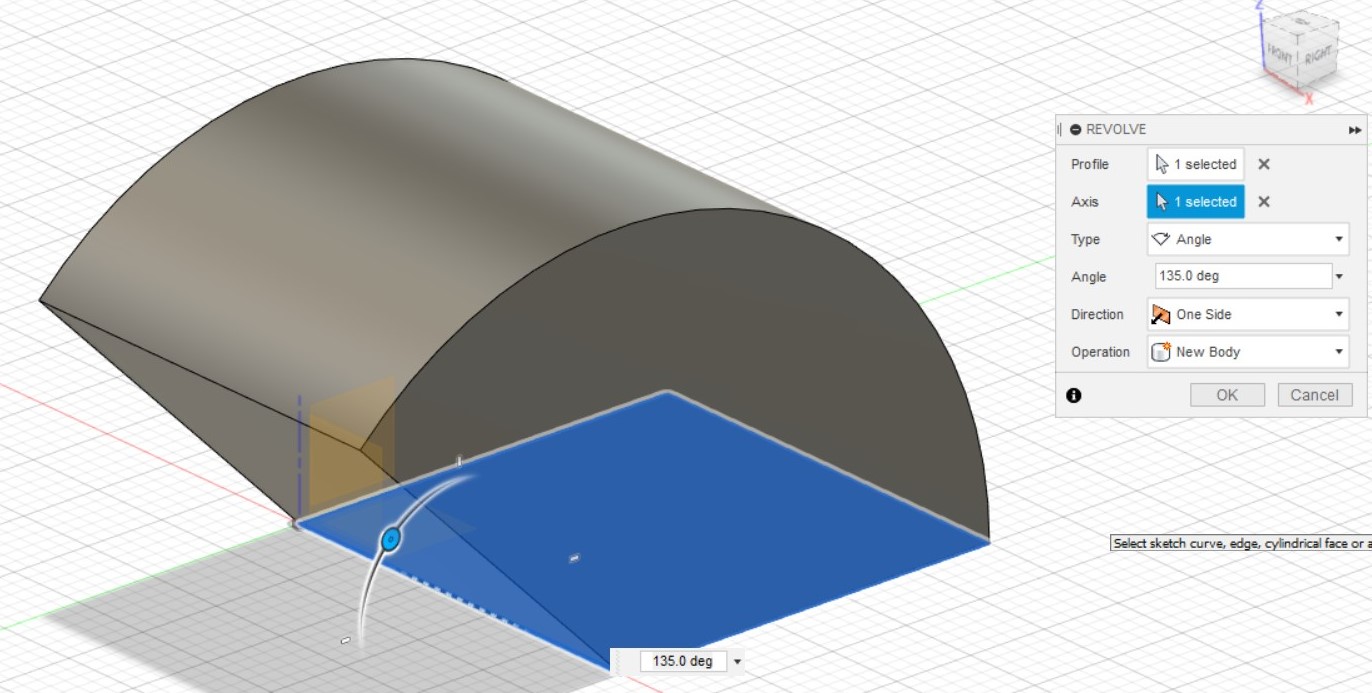 Z
FRONT
RIGHT
X
REVOLVE
Profile 1 selected
Axis 1 selected
Type Angle
Angle 135.0 deg
Direction One Side
Operation New Body
OK Cancel
Select sketch curve, edge, cylindrical face or a
135.0 deg